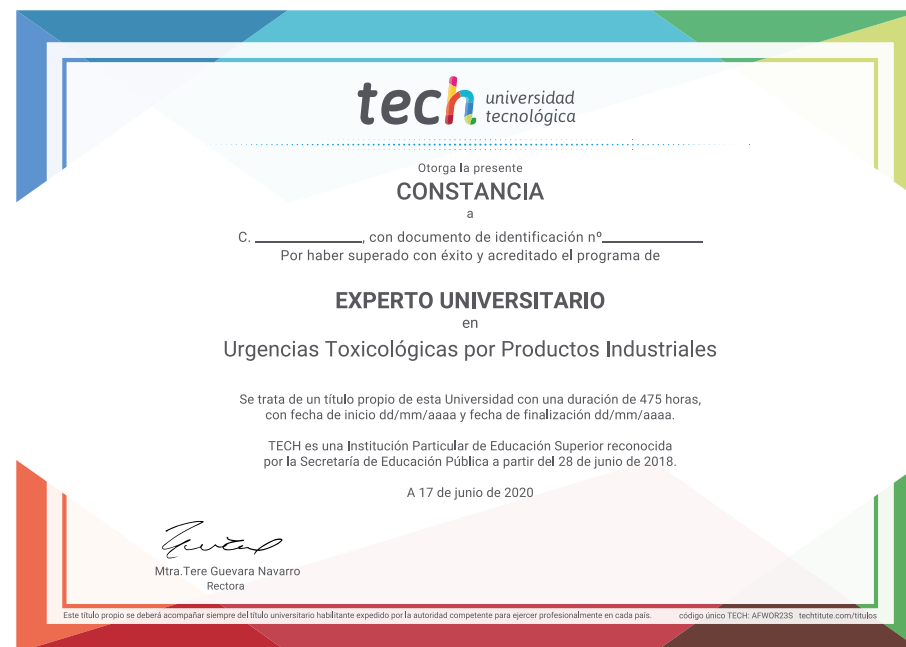 tech universidad
tecnológica
Otorga la presente
CONSTANCIA
a
C. ______________, con documento de identificación nº_____________
Por haber superado con éxito y acreditado el programa de
EXPERTO UNIVERSITARIO
en
Urgencias Toxicológicas por Productos Industriales
Se trata de un título propio de esta Universidad con una duración de 475 horas,
con fecha de inicio dd/mm/aaaa y fecha de finalización dd/mm/aaaa.
TECH es una Institución Particular de Educación Superior reconocida
por la Secretaría de Educación Pública a partir del 28 de junio de 2018.
A 17 de junio de 2020
Mtra.Tere Guevara Navarro
Rectora
Este título propio se deberá acompañar siempre del título universitario habilitante expedido por la autoridad competente para ejercer profesionalmente en cada país. código único TECH: AFWOR23S techtitute.com/titulos